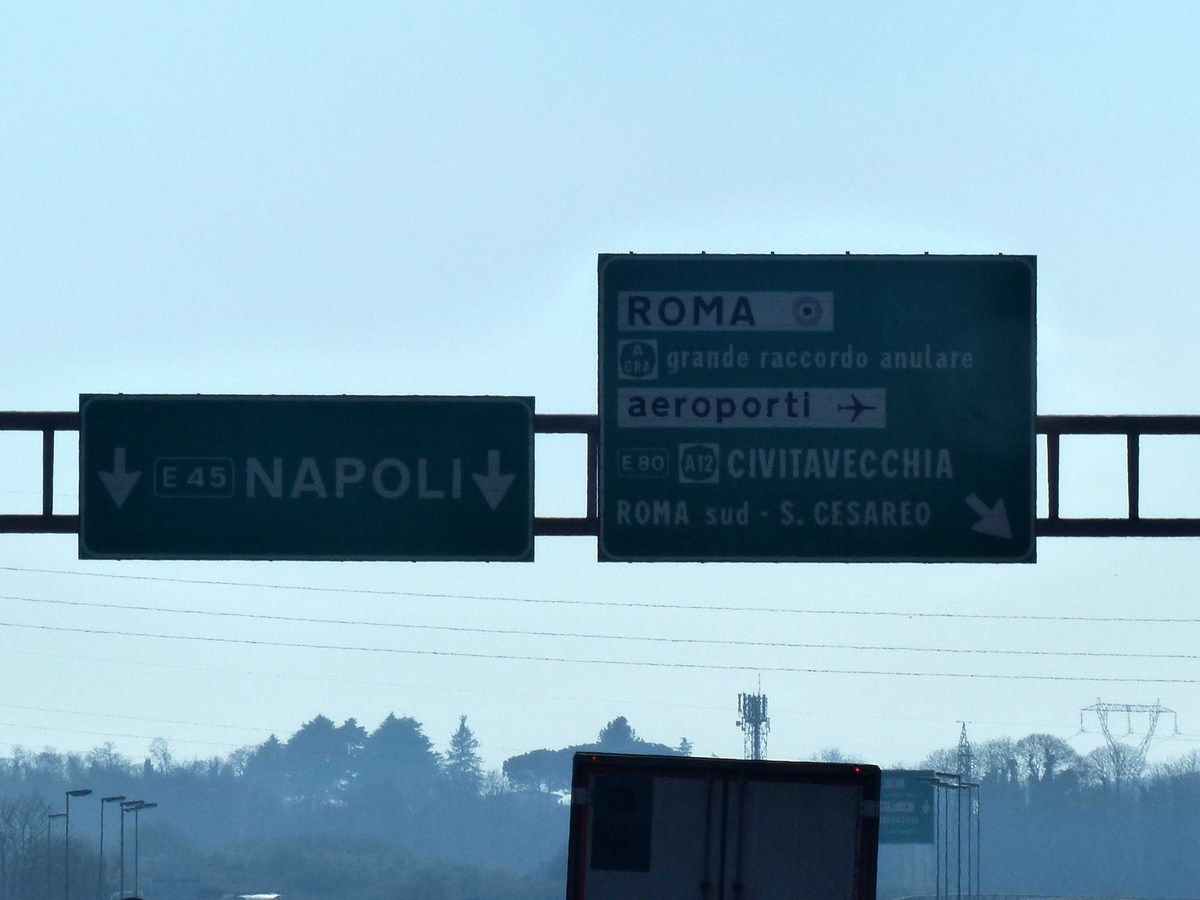 E 45 NAPOLI
ROMA
A GRA grande raccordo anulare
aeroporti
E 80 A12 CIVITAVECCHIA
ROMA sud - S. CESAREO